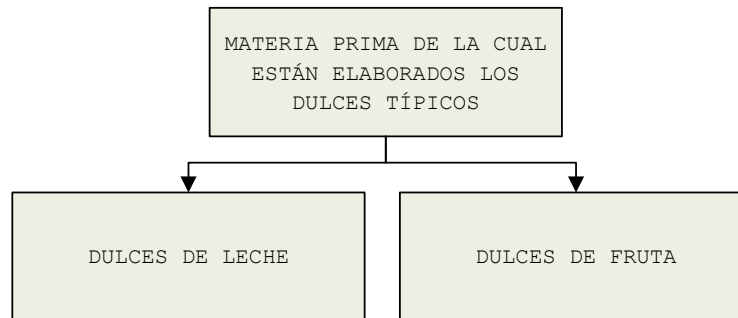 MATERIA PRIMA DE LA CUAL
ESTÁN ELABORADOS LOS
DULCES TÍPICOS
DULCES DE LECHE
DULCES DE FRUTA